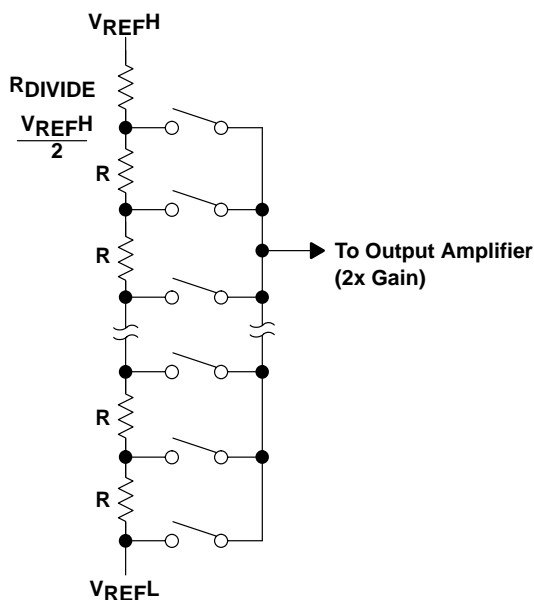 VREFH
RDIVIDE
VREFH
2
R
R
To Output Amplifier
(2x Gain)
R
R
VREFL